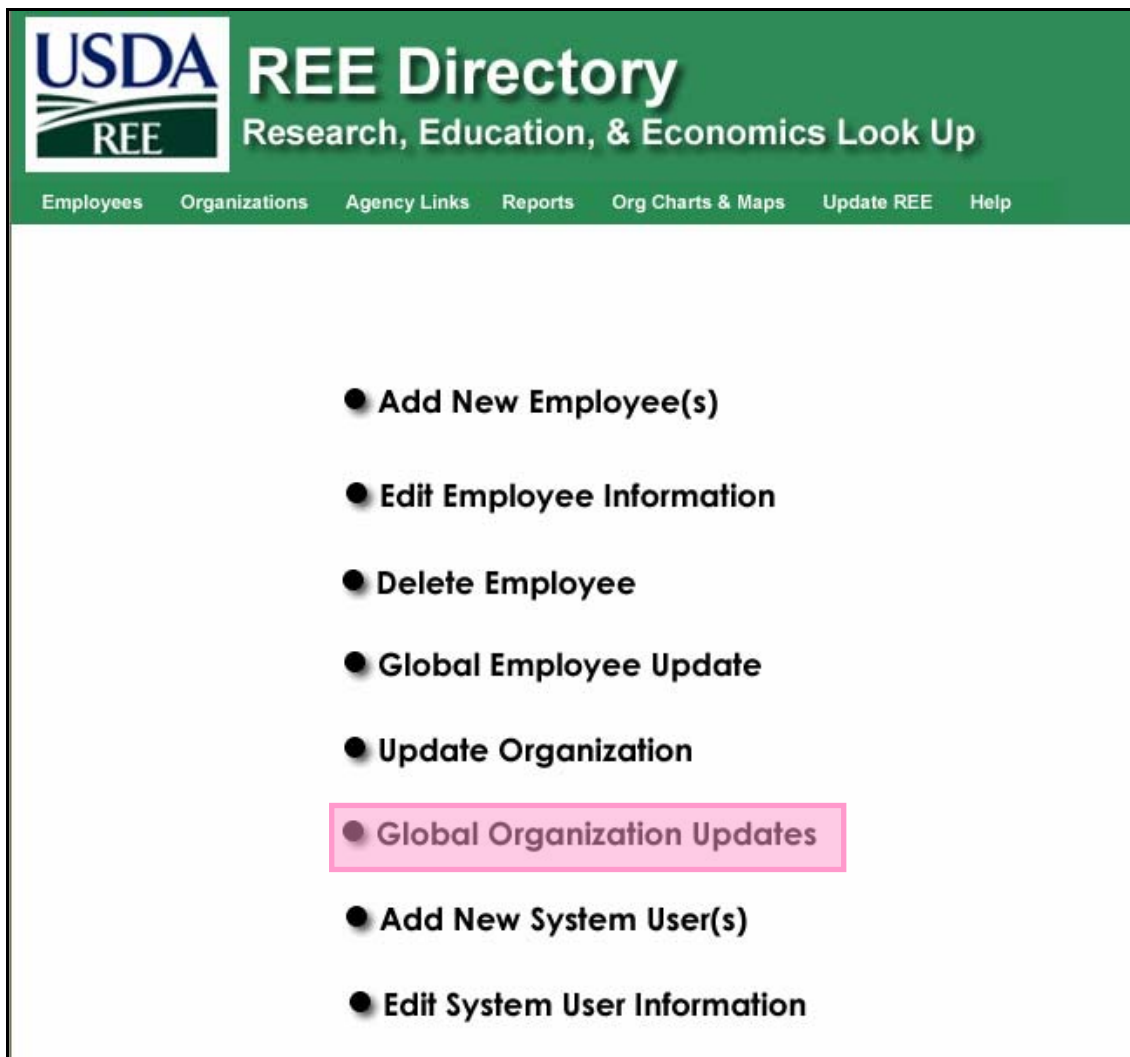 USDA
REE
REE Directory
Research, Education, & Economics Look Up
Employees Organizations Agency Links Reports Org Charts & Maps Update REE Help
Add New Employee(s)
Edit Employee Information
Delete Employee
Global Employee Update
Update Organization
Global Organization Updates
Add New System User(s)
Edit System User Information